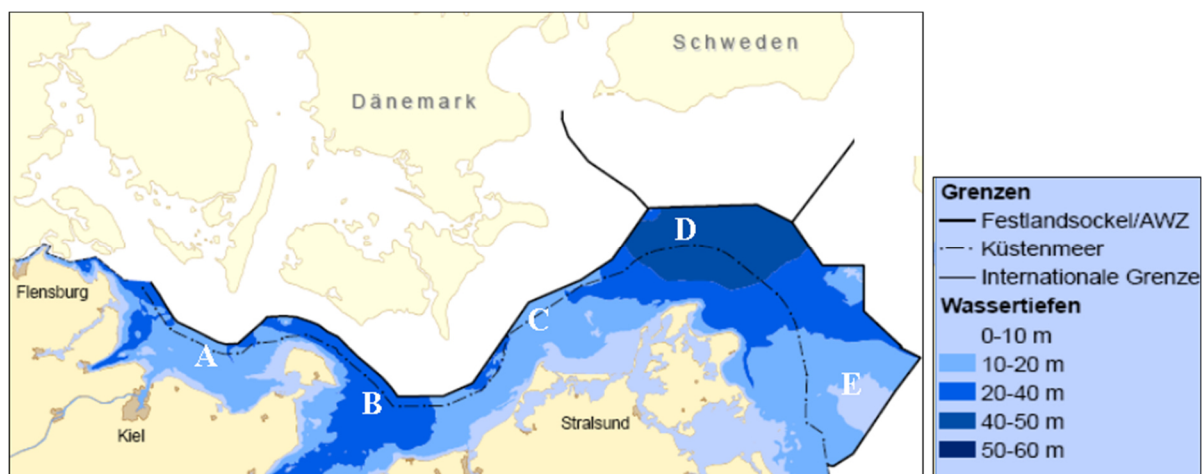 Schweden
Dänemark
D
Flensburg
C
A
E
B
Stralsund
Kiel
Grenzen
Festlandsockel/AWZ
Küstenmeer
Internationale Grenze
Wassertiefen
0-10 m
10-20 m
20-40 m
40-50 m
50-60 m